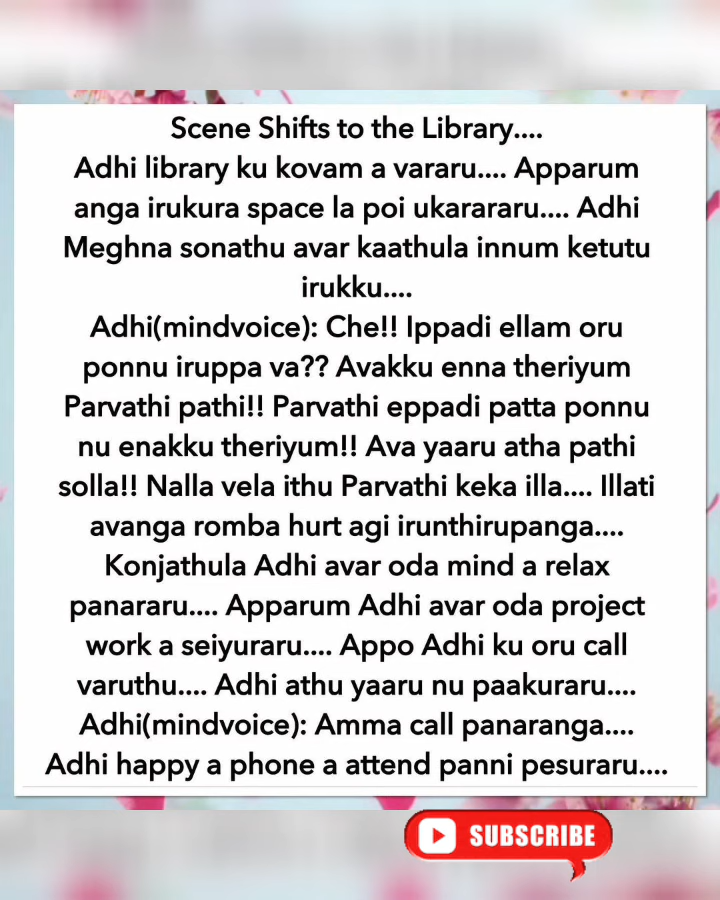 Scene Shifts to the Library....
Adhi library ku kovam a vararu.... Apparum
anga irukura space la poi ukarararu.... Adhi
Meghna sonathu avar kaathula innum ketutu
irukku....
Adhi(mindvoice): Che!! Ippadi ellam oru
ponnu iruppa va?? Avakku enna theriyum
Parvathi pathi!! Parvathi eppadi patta ponnu
nu enakku theriyum!! Ava yaaru atha pathi
solla!! Nalla vela ithu Parvathi keka illa.... Illati
avanga romba hurt agi irunthirupanga....
Konjathula Adhi avar oda mind a relax
panararu.... Apparum Adhi avar oda project
work a seiyuraru.... Appo Adhi ku oru call
varuthu.... Adhi athu yaaru nu paakuraru....
Adhi(mindvoice): Amma call panaranga....
Adhi happy a phone a attend panni pesuraru....
SUBSCRIBE